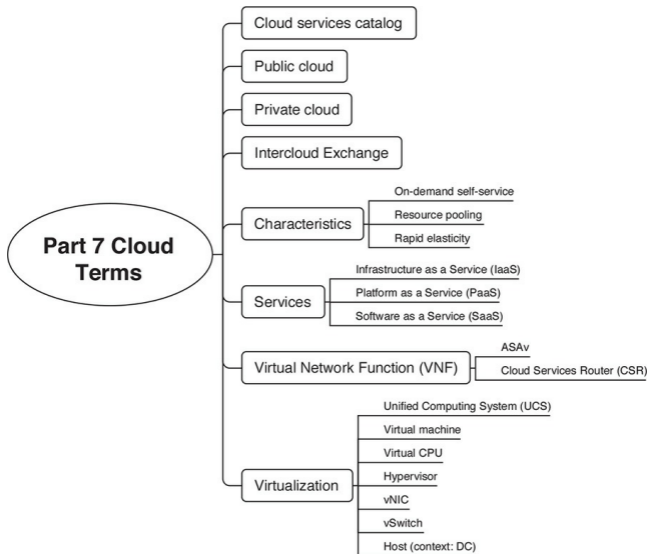 Part 7 Cloud
Terms
Cloud services catalog
Public cloud
Private cloud
Intercloud Exchange
Characteristics
On-demand self-service
Resource pooling
Rapid elasticity
Services
Infrastructure as a Service (IaaS)
Platform as a Service (PaaS)
Software as a Service (SaaS)
Virtual Network Function (VNF)
ASAv
Cloud Services Router (CSR)
Virtualization
Unified Computing System (UCS)
Virtual machine
Virtual CPU
Hypervisor
vNIC
vSwitch
Host (context: DC)